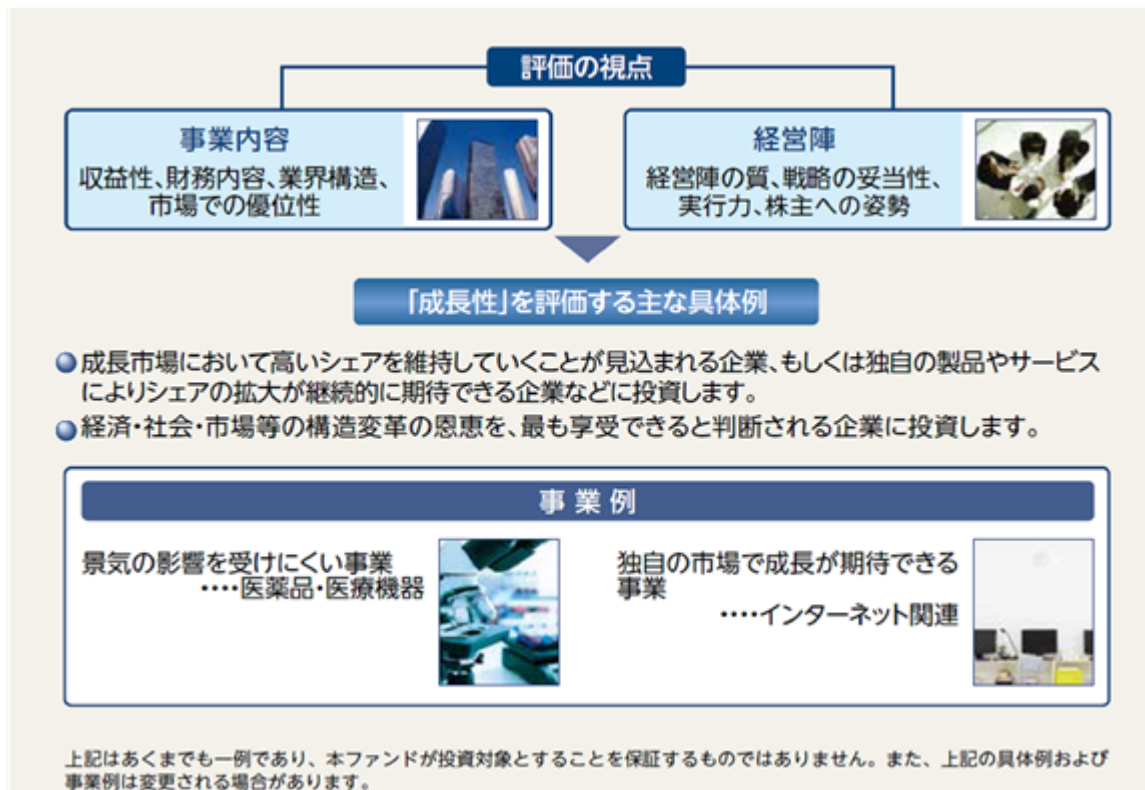 評価の視点
事業内容
収益性、財務内容、業界構造、
市場での優位性
経営陣
経営陣の質、戦略の妥当性、
実行力、株主への姿勢
「成長性」を評価する主な具体例
成長市場において高いシェアを維持していくことが見込まれる企業、もしくは独自の製品やサービス
によりシェアの拡大が継続的に期待できる企業などに投資します。
経済・社会・市場等の構造変革の恩恵を、最も享受できると判断される企業に投資します。
事業例
景気の影響を受けにくい事業
････医薬品・医療機器
独自の市場で成長が期待できる
事業
････インターネット関連
上記はあくまでも一例であり、本ファンドが投資対象とすることを保証するものではありません。また、上記の具体例および
事業例は変更される場合があります。